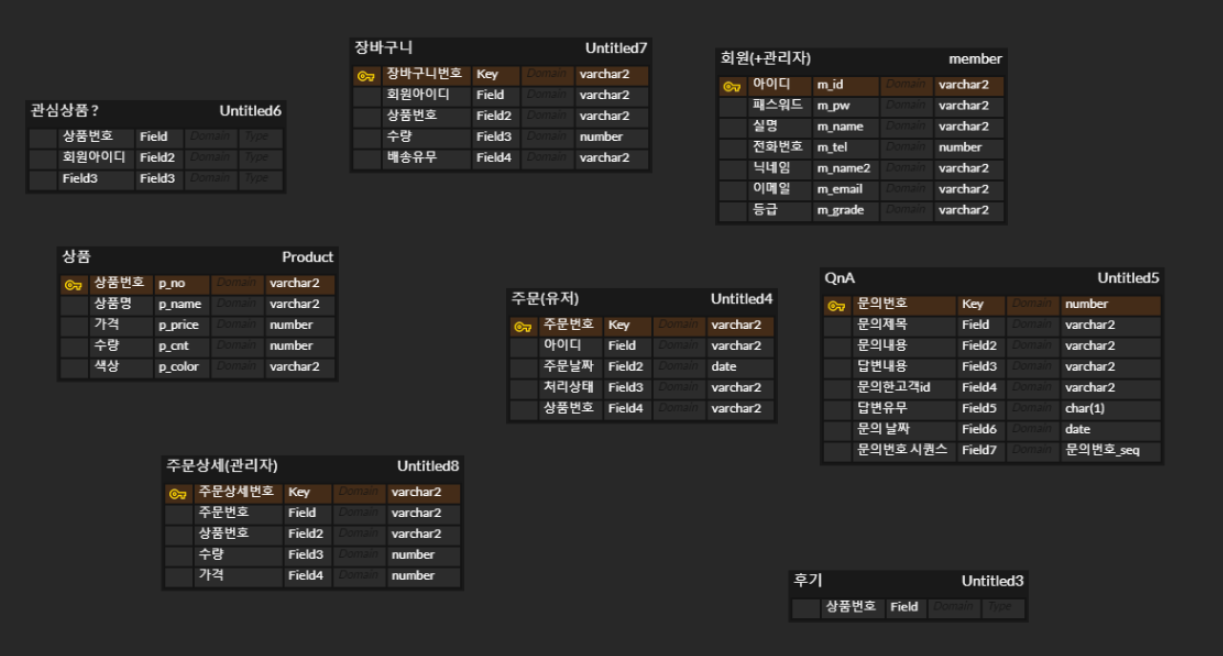 장바구니 Untitled7
장바구니번호 Key Domain varchar2
회원아이디 Field Domain varchar2
상품번호 Field2 Domain varchar2
수량 Field3 Domain number
배송유무 Field4 Domain varchar2
회원(+관리자) member
아이디 m_id Domain varchar2
패스워드 m_pw Domain varchar2
실명 m_name Domain varchar2
전화번호 m_tel Domain number
닉네임 m_name2 Domain varchar2
이메일 m_email Domain varchar2
등급 m_grade Domain varchar2
관심상품? Untitled6
상품번호 Field Domain Type
회원아이디 Field2 Domain Type
Field3 Field3 Domain Type
상품 Product
상품번호 p_no Domain varchar2
상품명 p_name Domain varchar2
가격 p_price Domain number
수량 p_cnt Domain number
색상 p_color Domain varchar2
주문(유저) Untitled4
주문번호 Key Domain varchar2
아이디 Field Domain varchar2
주문날짜 Field2 Domain date
처리상태 Field3 Domain varchar2
상품번호 Field4 Domain varchar2
QnA Untitled5
문의번호 Key Domain number
문의제목 Field Domain varchar2
문의내용 Field2 Domain varchar2
답변내용 Field3 Domain varchar2
문의한고객id Field4 Domain varchar2
답변유무 Field5 Domain char(1)
문의 날짜 Field6 Domain date
문의번호 시퀀스 Field7 Domain 문의번호_seq
주문상세(관리자) Untitled8
주문상세번호 Key Domain varchar2
주문번호 Field Domain varchar2
상품번호 Field2 Domain varchar2
수량 Field3 Domain number
가격 Field4 Domain number
후기 Untitled3
상품번호 Field Domain Type